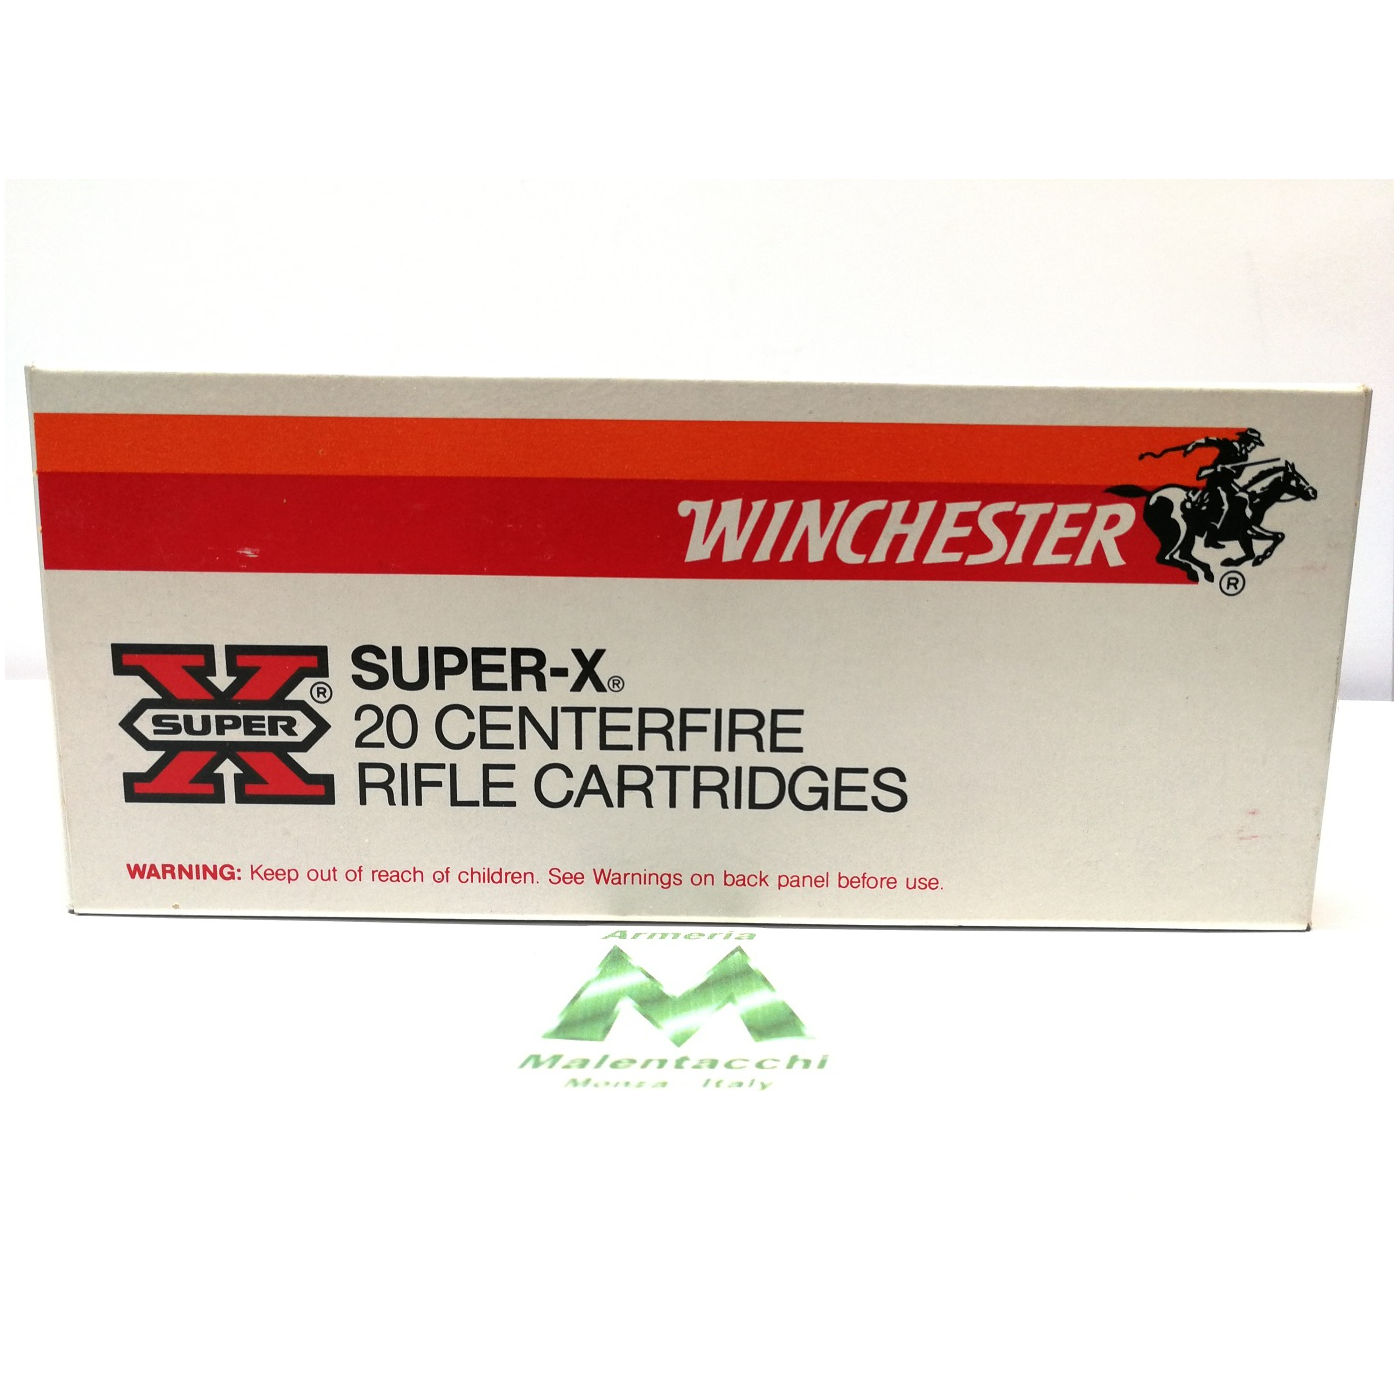 WINCHESTER
®
SUPER ®
SUPER-X®
20 CENTERFIRE
RIFLE CARTRIDGES
WARNING: Keep out of reach of children. See Warnings on back panel before use.
Armeria
Malentacchi
Monza Italy